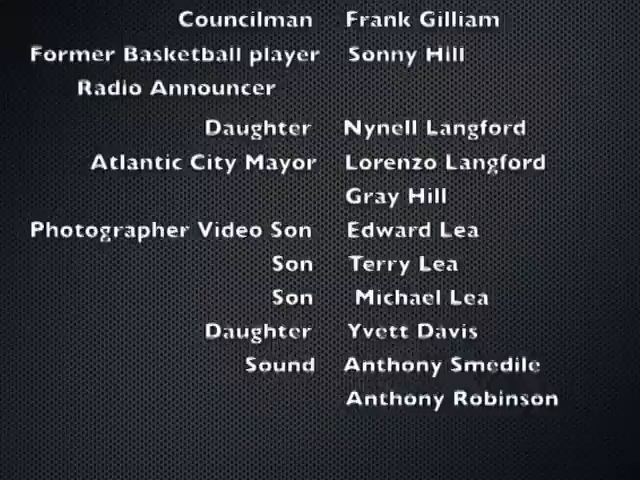 Councilman Frank Gilliam
Former Basketball player Sonny Hill
Radio Announcer
Daughter Nynell Langford
Atlantic City Mayor Lorenzo Langford
Gray Hill
Photographer Video Son Edward Lea
Son Terry Lea
Son Michael Lea
Daughter Yvett Davis
Sound Anthony Smedile
Anthony Robinson